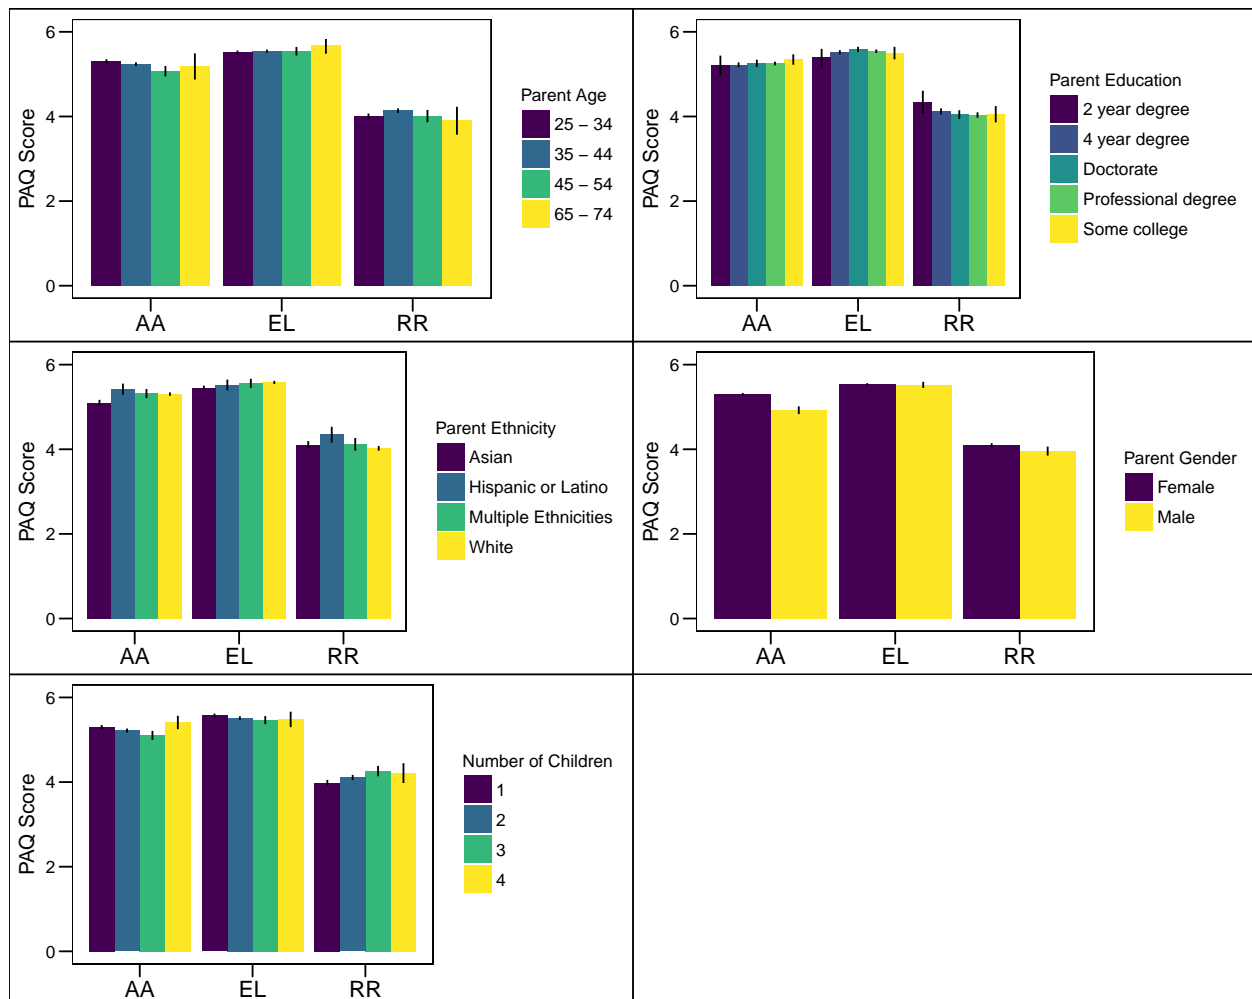 6
4
2
0
PAQ Score
AA EL RR
Parent Age
25 – 34
35 – 44
45 – 54
65 – 74
6
4
2
0
PAQ Score
AA EL RR
Parent Education
2 year degree
4 year degree
Doctorate
Professional degree
Some college
6
4
2
0
PAQ Score
AA EL RR
Parent Ethnicity
Asian
Hispanic or Latino
Multiple Ethnicities
White
6
4
2
0
PAQ Score
AA EL RR
Parent Gender
Female
Male
6
4
2
0
PAQ Score
AA EL RR
Number of Children
1
2
3
4